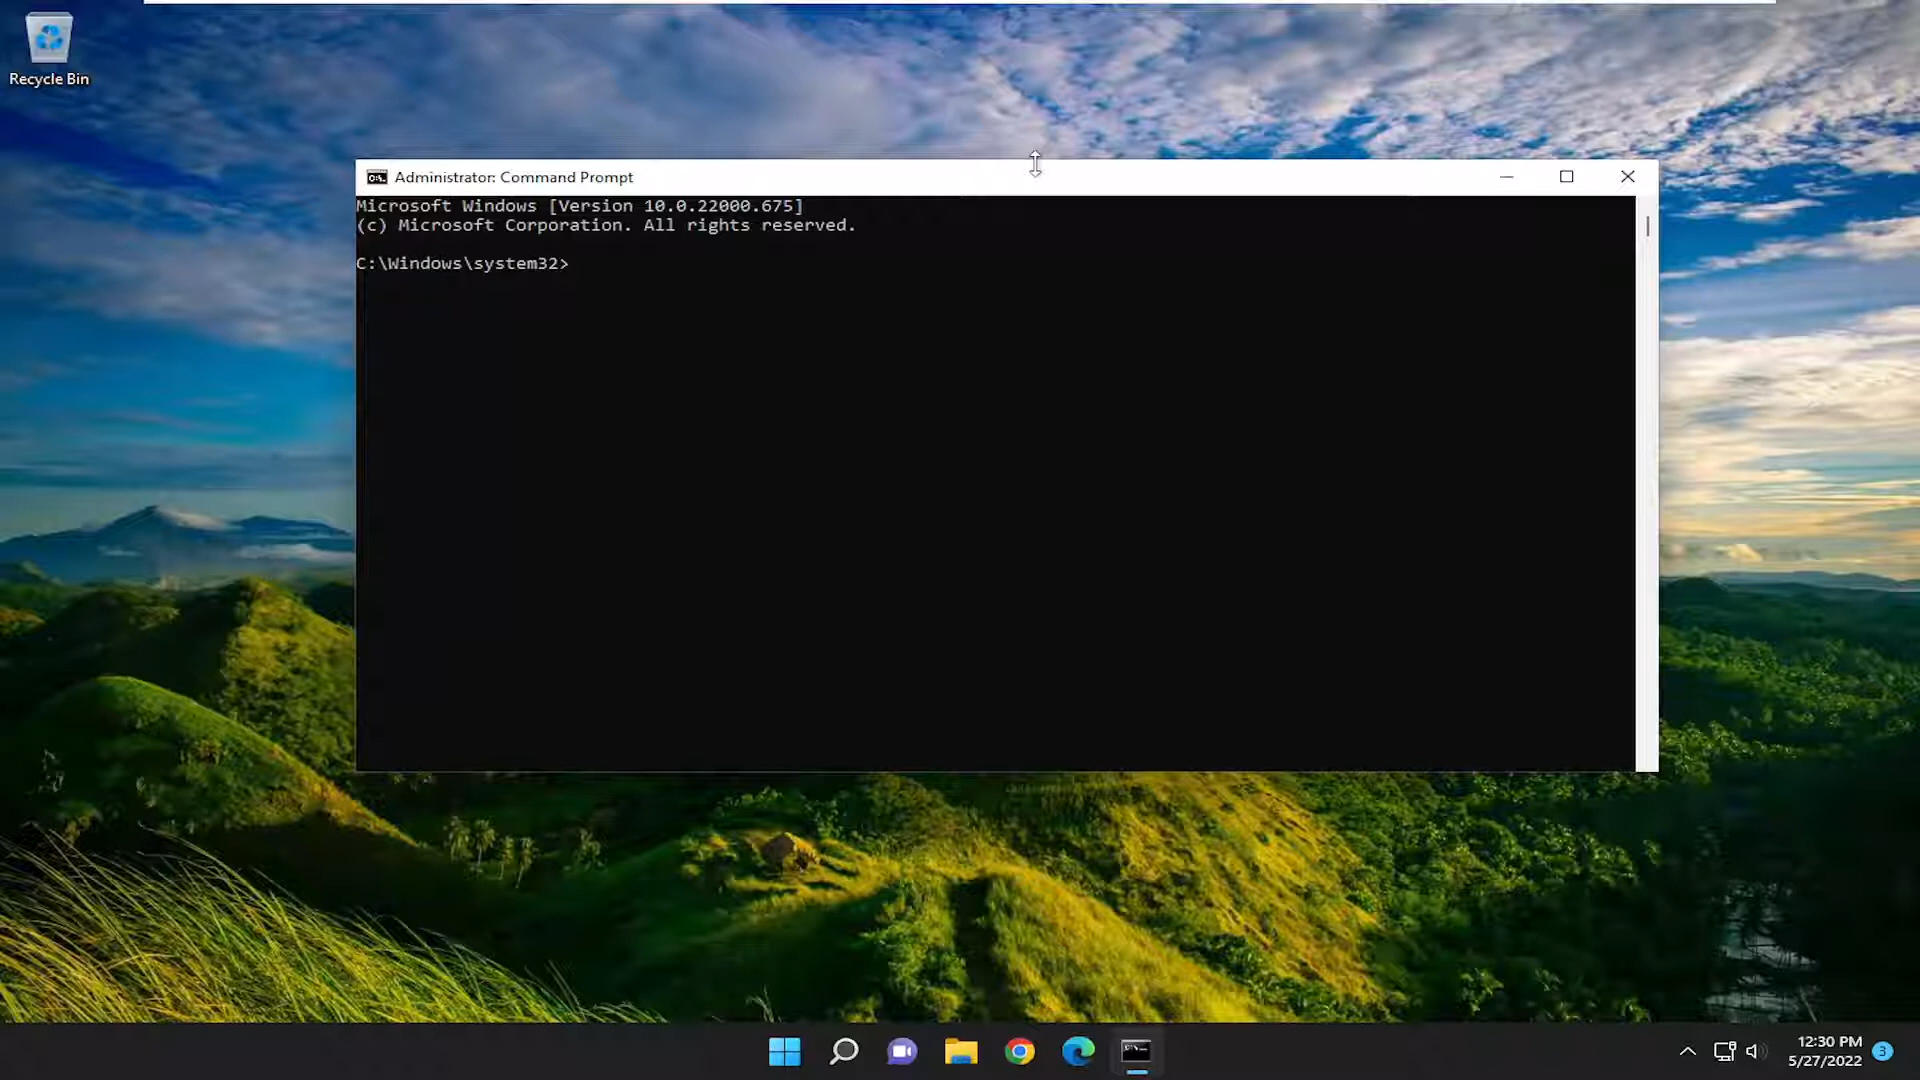 Recycle Bin
Administrator: Command Prompt
Microsoft Windows [Version 10.0.22000.675]
(c) Microsoft Corporation. All rights reserved.
C:\Windows\system32>
12:30 PM
5/27/2022
3